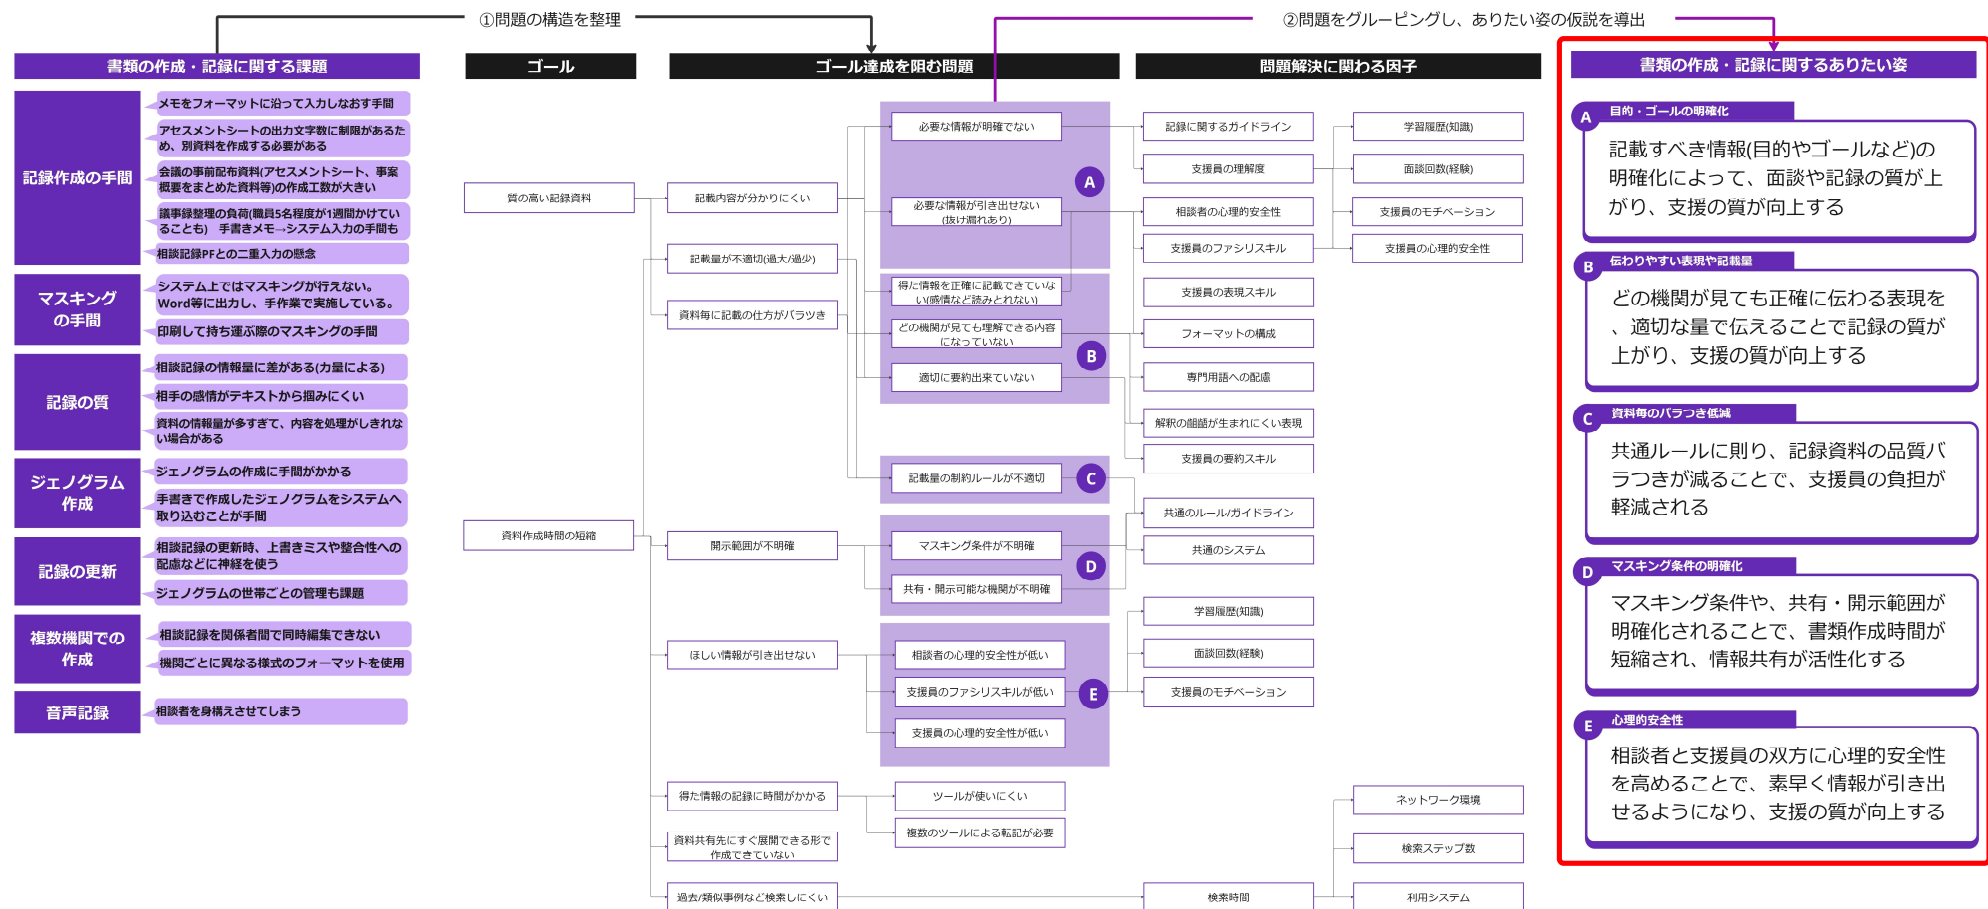 ①問題の構造を整理
②問題をグルーピングし、ありたい姿の仮説を導出
書類の作成・記録に関する課題
ゴール
ゴール達成を阻む問題
問題解決に関わる因子
書類の作成・記録に関するありたい姿
記録作成の手間
メモをフォーマットに沿って入力しなおす手間
アセスメントシートの出力文字数に制限があるた
め、別資料を作成する必要がある
会議の事前配布資料(アセスメントシート、事案
概要をまとめた資料等)の作成工数が大きい
議事録整理の負荷(職員5名程度が1週間かけてい
ることも) 手書きメモ→システム入力の手間も
相談記録PFとの二重入力の懸念
マスキング
の手間
システム上ではマスキングが行えない。
Word等に出力し、手作業で実施している。
印刷して持ち運ぶ際のマスキングの手間
記録の質
相談記録の情報量に差がある(力量による)
相手の感情がテキストから掴みにくい
資料の情報量が多すぎて、内容を処理がしきれな
い場合がある
ジェノグラム
作成
ジェノグラムの作成に手間がかかる
手書きで作成したジェノグラムをシステムへ
取り込むことが手間
記録の更新
相談記録の更新時、上書きミスや整合性への
配慮などに神経を使う
ジェノグラムの世帯ごとの管理も課題
複数機関での
作成
相談記録を関係者間で同時編集できない
機関ごとに異なる様式のフォーマットを使用
音声記録
相談者を身構えさせてしまう
質の高い記録資料
資料作成時間の短縮
記載内容が分かりにくい
記載量が不適切(過大/過少)
資料毎に記載の仕方がバラツき
開示範囲が不明確
ほしい情報が引き出せない
得た情報の記録に時間がかかる
資料共有先にすぐ展開できる形で
作成できていない
過去/類似事例など検索しにくい
必要な情報が明確でない
A
必要な情報が引き出せない
(抜け漏れあり)
得た情報を正確に記載できていな
い(感情など読みとれない)
どの機関が見ても理解できる内容
になっていない
B
適切に要約出来ていない
記載量の制約ルールが不適切
C
マスキング条件が不明確
D
共有・開示可能な機関が不明確
相談者の心理的安全性が低い
支援員のファシリスキルが低い
E
支援員の心理的安全性が低い
ツールが使いにくい
複数のツールによる転記が必要
記録に関するガイドライン
支援員の理解度
相談者の心理的安全性
支援員のファシリスキル
支援員の表現スキル
フォーマットの構成
専門用語への配慮
解釈の齟齬が生まれにくい表現
支援員の要約スキル
共通のルール/ガイドライン
共通のシステム
学習履歴(知識)
面談回数(経験)
支援員のモチベーション
検索時間
学習履歴(知識)
面談回数(経験)
支援員のモチベーション
支援員の心理的安全性
ネットワーク環境
検索ステップ数
利用システム
A
目的・ゴールの明確化
記載すべき情報(目的やゴールなど)の
明確化によって、面談や記録の質が上
がり、支援の質が向上する
B
伝わりやすい表現や記載量
どの機関が見ても正確に伝わる表現を
、適切な量で伝えることで記録の質が
上がり、支援の質が向上する
C
資料毎のバラつき低減
共通ルールに則り、記録資料の品質バ
ラつきが減ることで、支援員の負担が
軽減される
D
マスキング条件の明確化
マスキング条件や、共有・開示範囲が
明確化されることで、書類作成時間が
短縮され、情報共有が活性化する
E
心理的安全性
相談者と支援員の双方に心理的安全性
を高めることで、素早く情報が引き出
せるようになり、支援の質が向上する